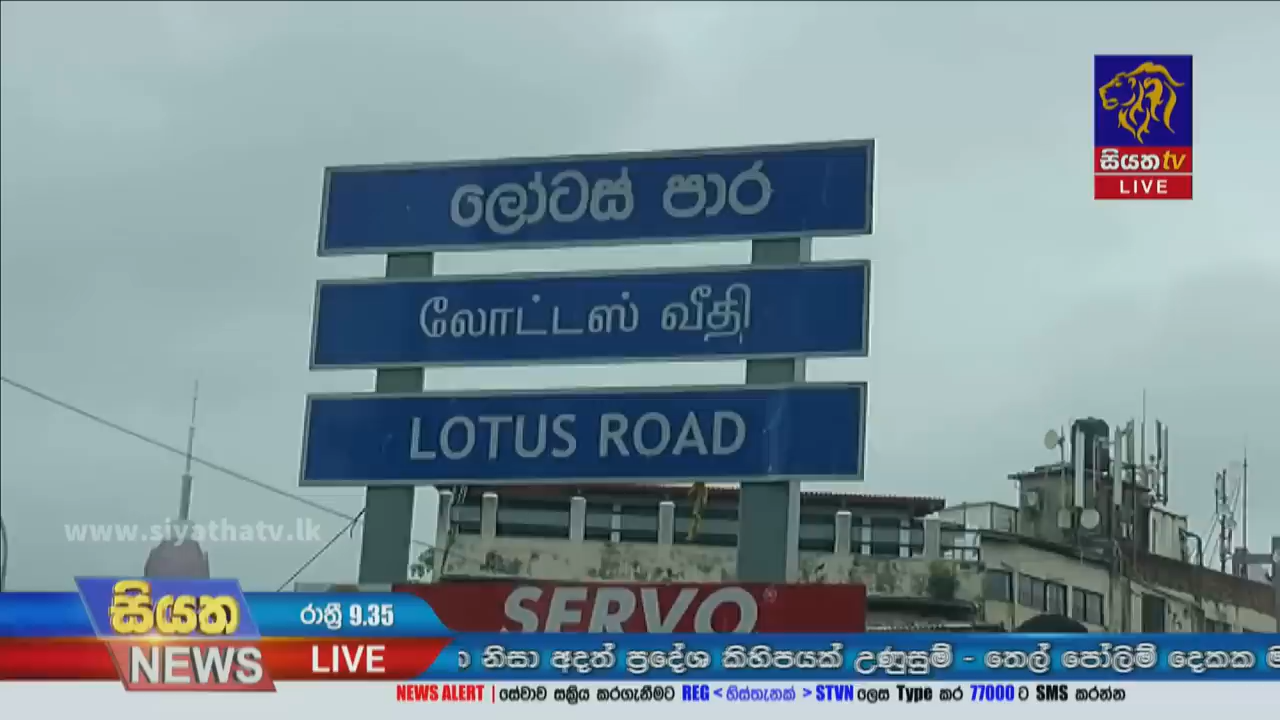 සියත tv
LIVE
ලෝටස් පාර
லோட்டஸ் வீதி
LOTUS ROAD
www.siyathatv.lk
SERVO
සියත
NEWS
රාත්‍රී 9.35
LIVE
නිසා අදත් ප්‍රදේශ කිහිපයක් උණුසුම් - තෙල් පෝලිම් දෙකක
NEWS ALERT | සේවාව සක්‍රිය කරගැනීමට REG < හිස්තැනක් > STVN ලෙස Type කර 77000 ට SMS කරන්න